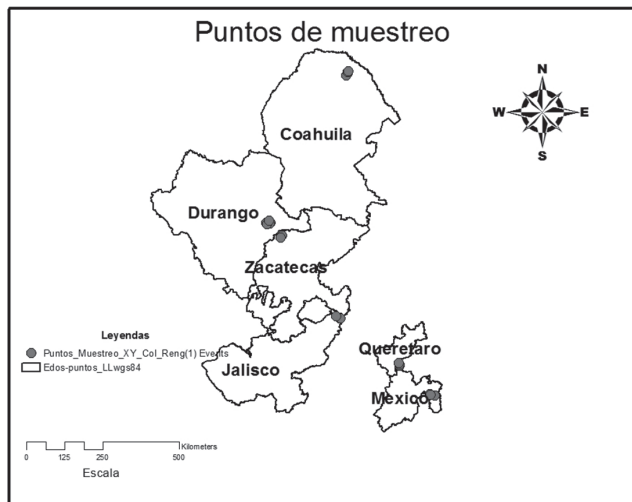 Puntos de muestreo
N
W E
S
Coahuila
Durango
Zacatecas
Leyendas
Puntos_Muestreo_XY_Col_Reng(1) Events
Edos-puntos_LLwgs84
Jalisco
Queretaro
Mexico
Kilometers
0 125 250 500
Escala